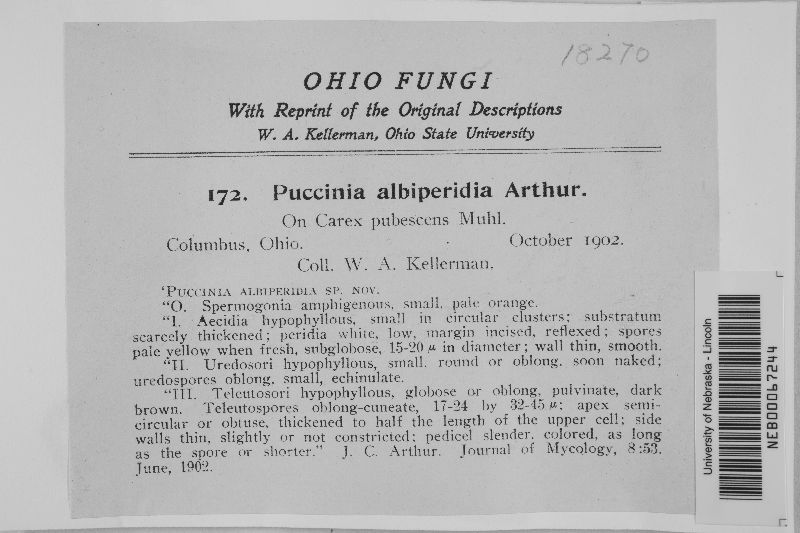 18270
OHIO FUNGI
With Reprint of the Original Descriptions
W. A. Kellerman, Ohio State University
172. Puccinia albiperidia Arthur.
On Carex pubescens Muhl.
Columbus, Ohio. October 1902.
Coll. W. A. Kellerman.
"PUCCINIA ALBIPERIDIA SP. NOV.
"O. Spermogonia amphigenous, small, pale orange.
"I. Aecidia hypophyllous, small in circular clusters; substratum
scarcely thickened; peridia white, low, margin incised, reflexed; spores
pale yellow when fresh, subglobose, 15-20 µ in diameter; wall thin, smooth.
"II. Uredosori hypophyllous, small, round or oblong, soon naked;
uredospores oblong, small, echinulate.
"III. Teleutosori hypophyllous, globose or oblong, pulvinate, dark
brown. Teleutospores oblong-cuneate, 17-24 by 32-45 µ; apex semi-
circular or obtuse, thickened to half the length of the upper cell; side
walls thin, slightly or not constricted; pedicel slender, colored, as long
as the spore or shorter." J. C. Arthur. Journal of Mycology, 8:53.
June, 1902.
University of Nebraska - Lincoln
NEB00067244